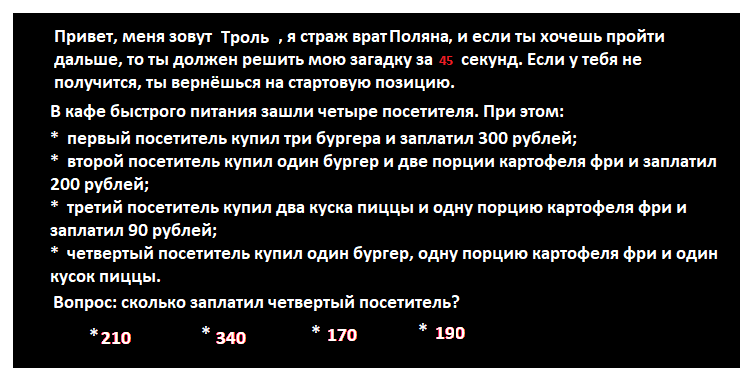 Привет, меня зовут Троль , я страж врат Поляна, и если ты хочешь пройти
дальше, то ты должен решить мою загадку за 45 секунд. Если у тебя не
получится, ты вернёшься на стартовую позицию.
В кафе быстрого питания зашли четыре посетителя. При этом:
* первый посетитель купил три бургера и заплатил 300 рублей;
* второй посетитель купил один бургер и две порции картофеля фри и заплатил
200 рублей;
* третий посетитель купил два куска пиццы и одну порцию картофеля фри и
заплатил 90 рублей;
* четвертый посетитель купил один бургер, одну порцию картофеля фри и один
кусок пиццы.
Вопрос: сколько заплатил четвертый посетитель?
* 210 * 340 * 170 * 190